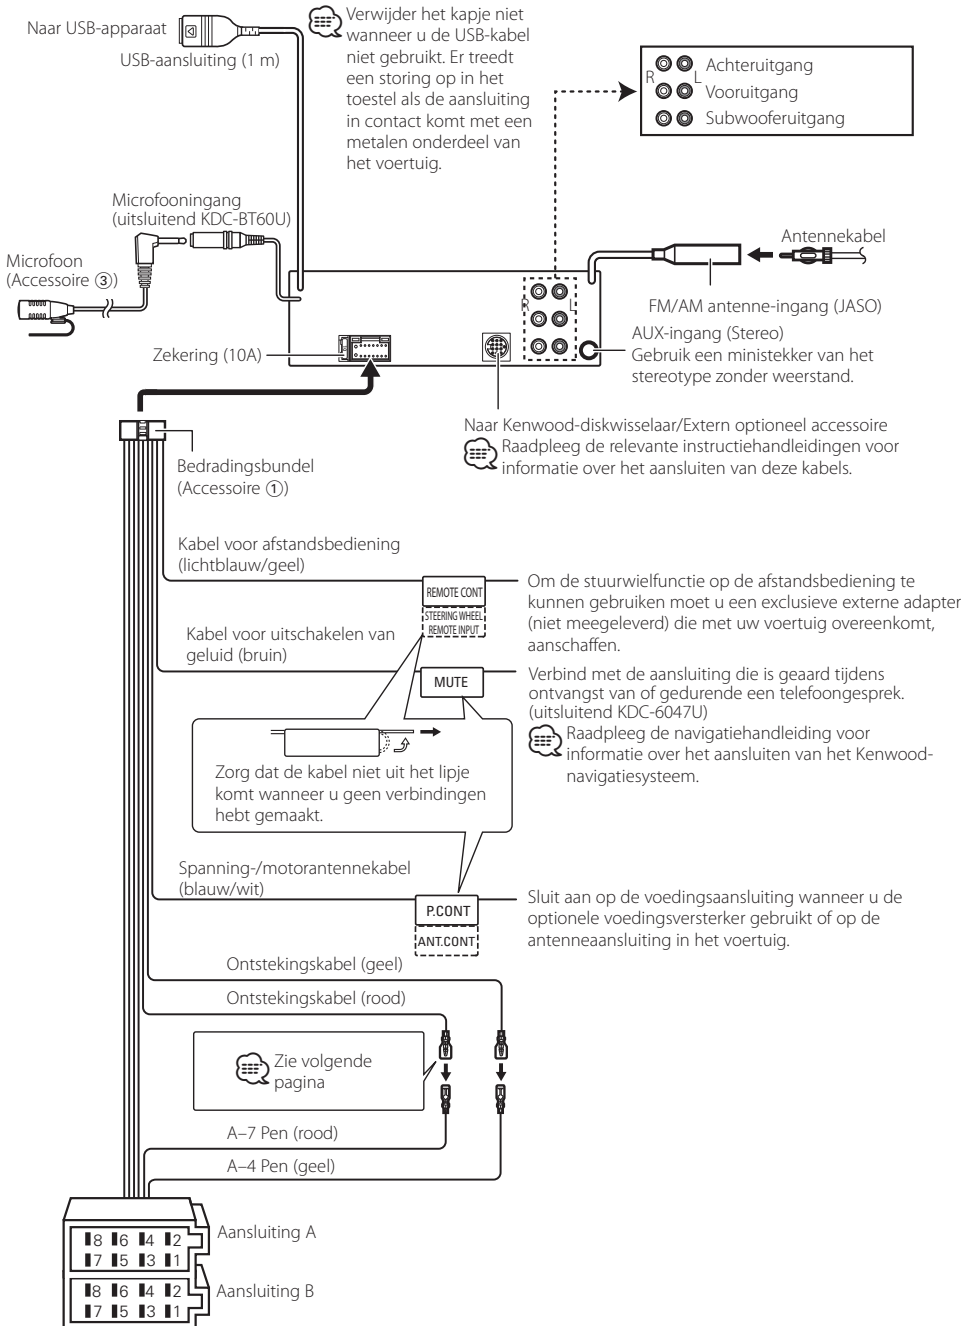 Naar USB-apparaat
USB-aansluiting (1 m)
Verwijder het kapje niet
wanneer u de USB-kabel
niet gebruikt. Er treedt
een storing op in het
toestel als de aansluiting
in contact komt met een
metalen onderdeel van
het voertuig.
R L
Achteruitgang
Vooruitgang
Subwooferuitgang
Microfooningang
(uitsluitend KDC-BT60U)
Microfoon
(Accessoire ③)
Antennekabel
FM/AM antenne-ingang (JASO)
R L
AUX-ingang (Stereo)
Gebruik een ministekker van het
stereotype zonder weerstand.
Zekering (10A)
Naar Kenwood-diskwisselaar/Extern optioneel accessoire
Raadpleeg de relevante instructiehandleidingen voor
informatie over het aansluiten van deze kabels.
Bedradingsbundel
(Accessoire ①)
Kabel voor afstandsbediening
(lichtblauw/geel)
REMOTE CONT
STEERING WHEEL
REMOTE INPUT
Om de stuurwielfunctie op de afstandsbediening te
kunnen gebruiken moet u een exclusieve externe adapter
(niet meegeleverd) die met uw voertuig overeenkomt,
aanschaffen.
Kabel voor uitschakelen van
geluid (bruin)
MUTE
Verbind met de aansluiting die is geaard tijdens
ontvangst van of gedurende een telefoongesprek.
(uitsluitend KDC-6047U)
Raadpleeg de navigatiehandleiding voor
informatie over het aansluiten van het Kenwood-
navigatiesysteem.
Zorg dat de kabel niet uit het lipje
komt wanneer u geen verbindingen
hebt gemaakt.
Spanning-/motorantennekabel
(blauw/wit)
P.CONT
ANT.CONT
Sluit aan op de voedingsaansluiting wanneer u de
optionele voedingsversterker gebruikt of op de
antenneaansluiting in het voertuig.
Ontstekingskabel (geel)
Ontstekingskabel (rood)
Zie volgende
pagina
A–7 Pen (rood)
A–4 Pen (geel)
Aansluiting A
8 6 4 2
7 5 3 1
Aansluiting B
8 6 4 2
7 5 3 1